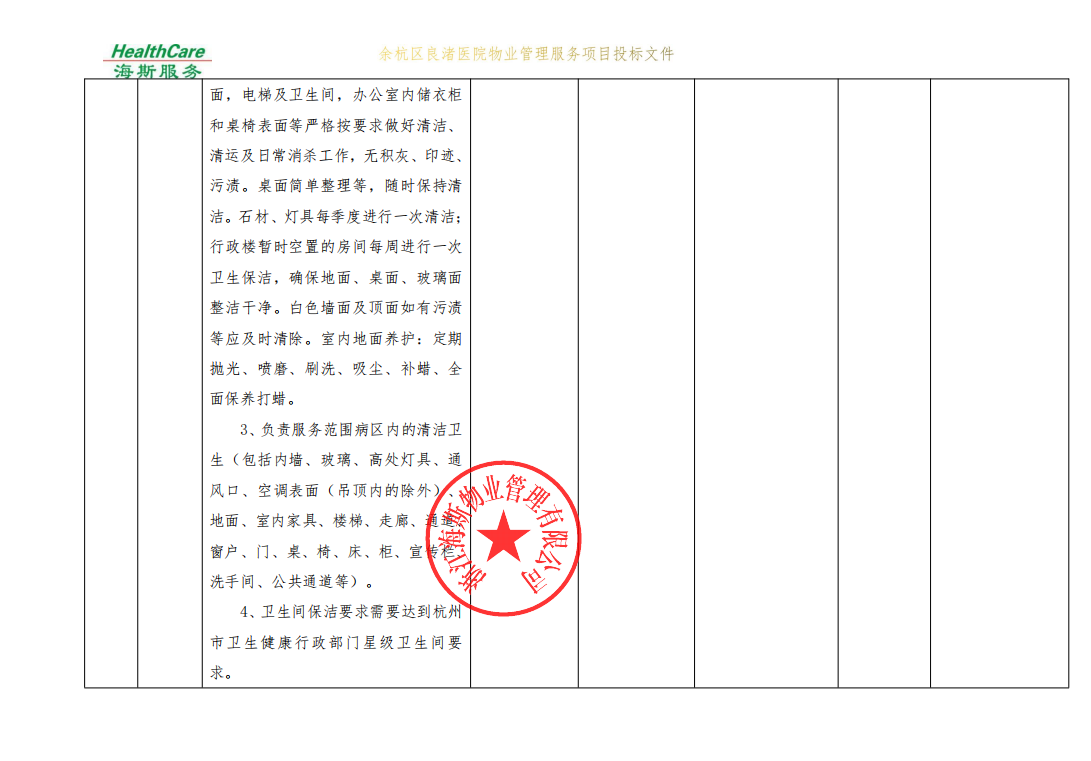 HealthCare
海斯服务
余杭区良渚医院物业管理服务项目投标文件
面，电梯及卫生间，办公室内储衣柜
和桌椅表面等严格按要求做好清洁、
清运及日常消杀工作，无积灰、印迹、
污渍。桌面简单整理等，随时保持清
洁。石材、灯具每季度进行一次清洁；
行政楼暂时空置的房间每周进行一次
卫生保洁，确保地面、桌面、玻璃面
整洁干净。白色墙面及顶面如有污渍
等应及时清除。室内地面养护：定期
抛光、喷磨、刷洗、吸尘、补蜡、全
面保养打蜡。
3、负责服务范围病区内的清洁卫
生（包括内墙、玻璃、高处灯具、通
风口、空调表面（吊顶内的除外）、
地面、室内家具、楼梯、走廊、通道、
窗户、门、桌、椅、床、柜、宣传栏、
洗手间、公共通道等）。
4、卫生间保洁要求需要达到杭州
市卫生健康行政部门星级卫生间要
求。
浙江海斯物业管理有限公司